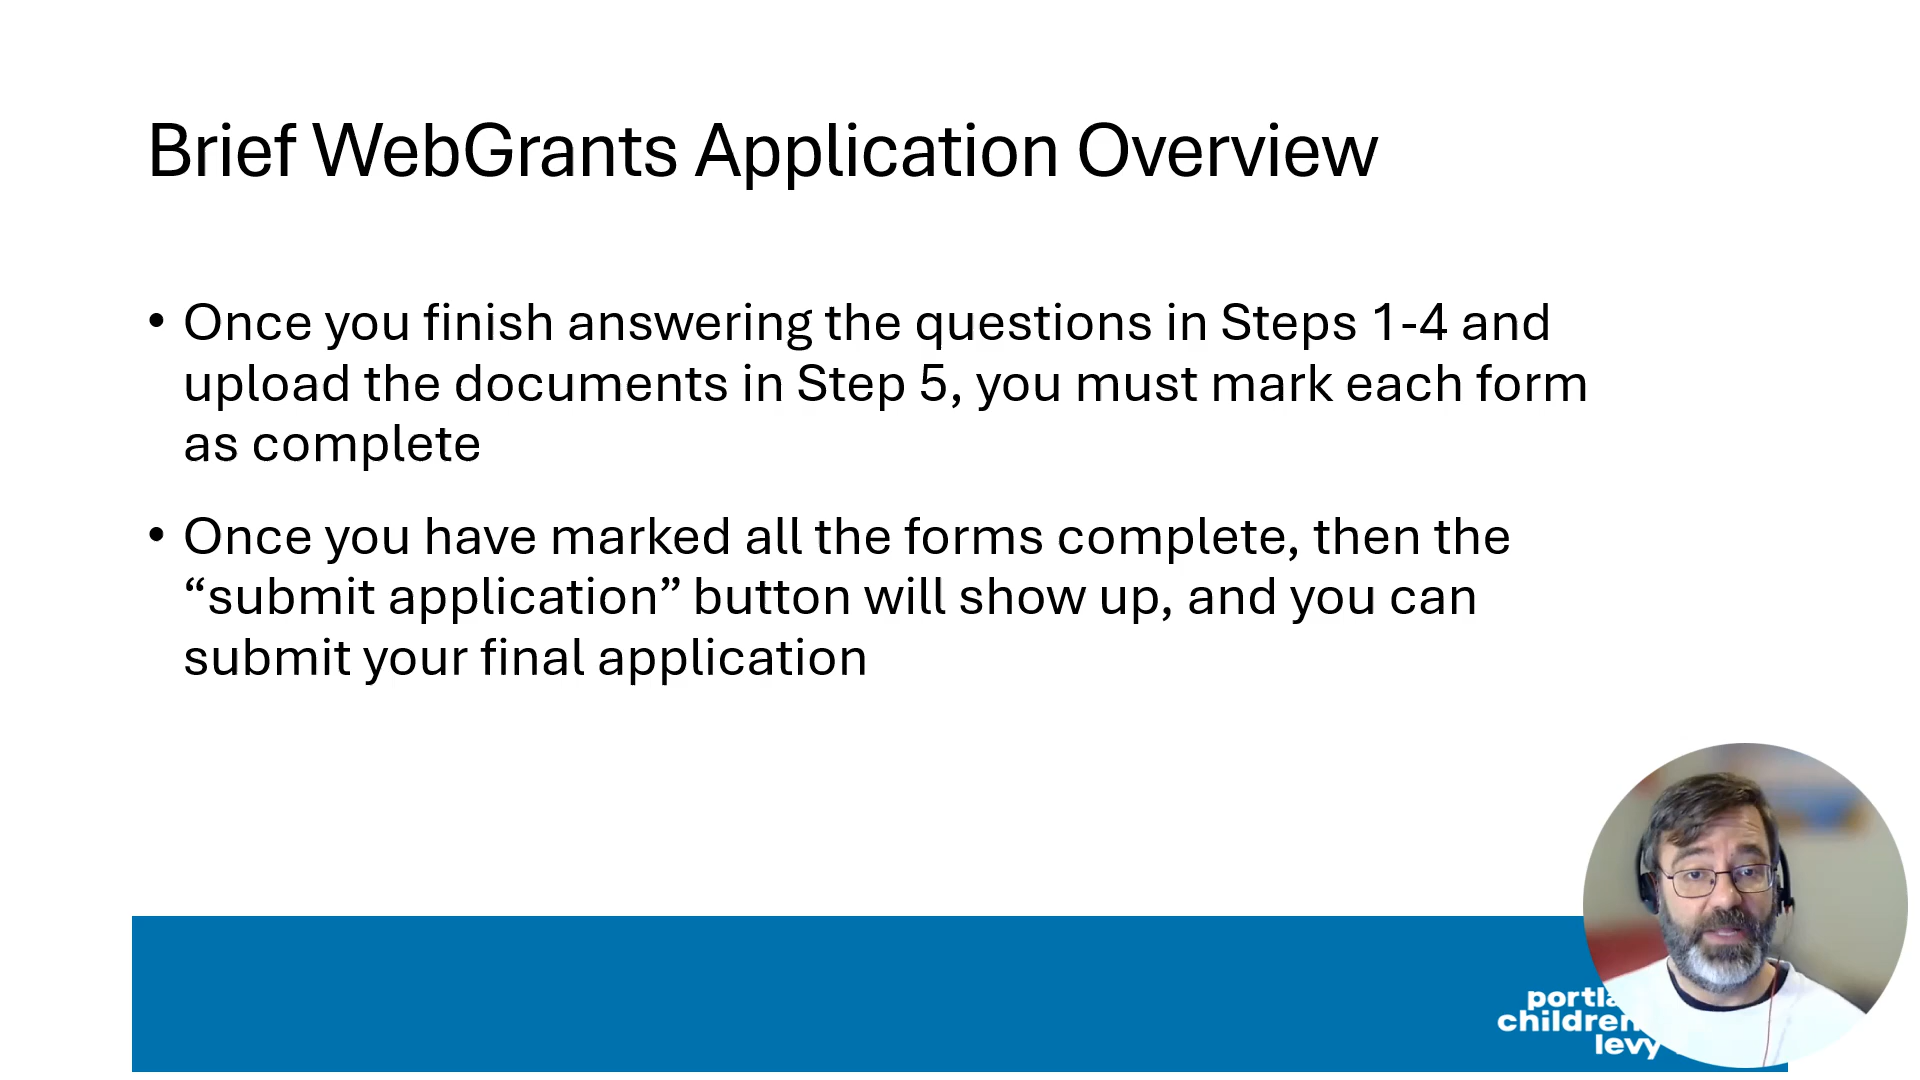 Brief WebGrants Application Overview
• Once you finish answering the questions in Steps 1-4 and
upload the documents in Step 5, you must mark each form
as complete
• Once you have marked all the forms complete, then the
“submit application” button will show up, and you can
submit your final application
children
levy